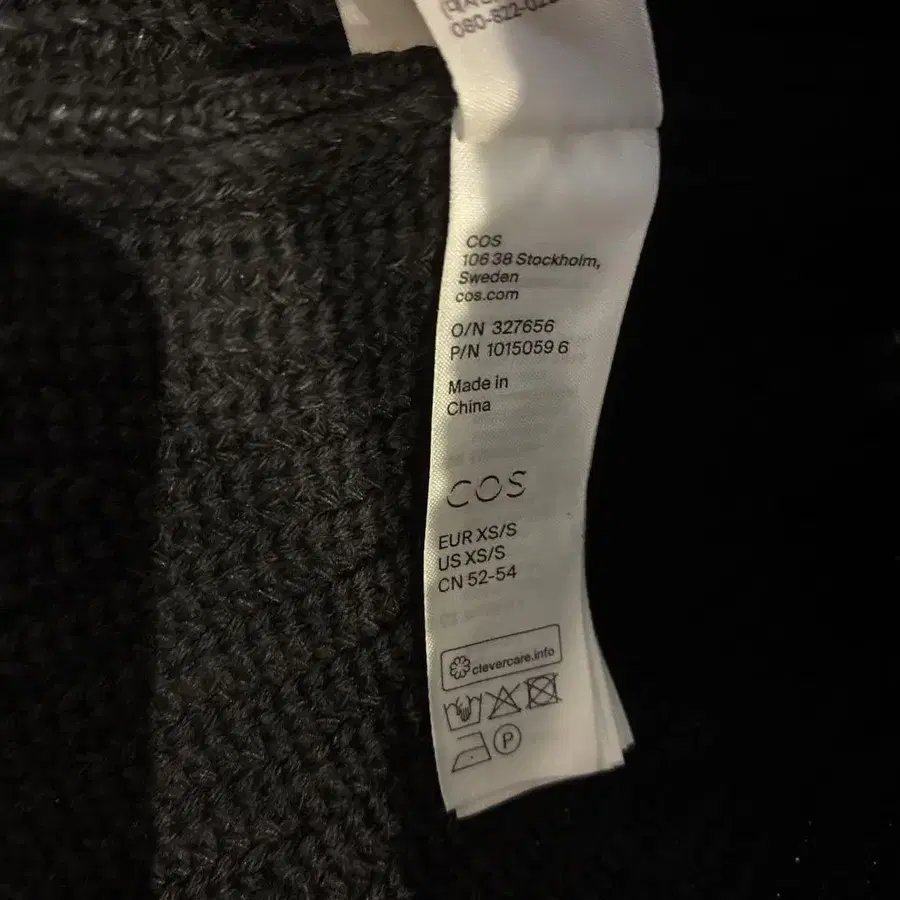 COS
106 38 Stockholm,
Sweden
cos.com
O/N 327656
P/N 1015059 6
Made in
China
COS
EUR XS/S
US XS/S
CN 52-54
clevercare.info
P